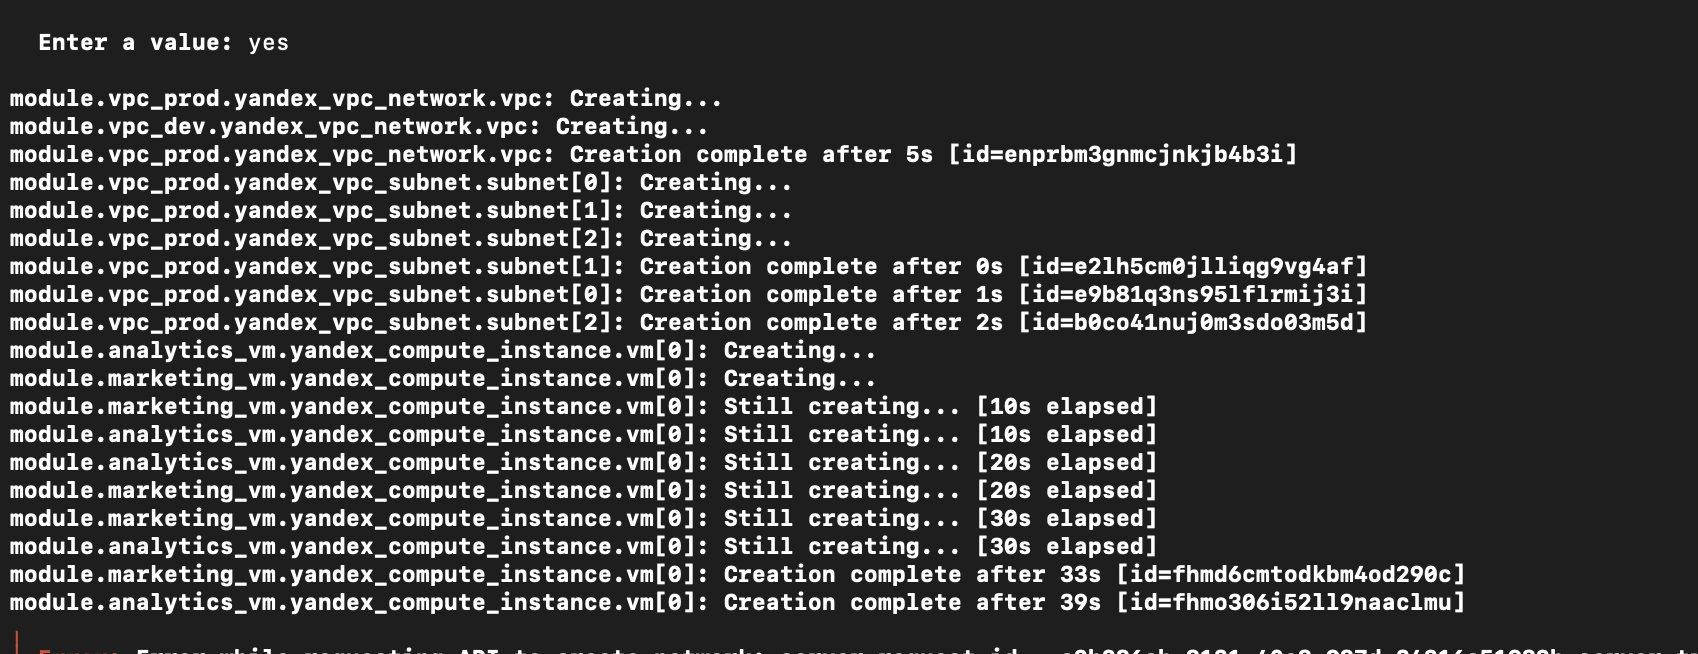 Enter a value: yes
module.vpc_prod.yandex_vpc_network.vpc: Creating...
module.vpc_dev.yandex_vpc_network.vpc: Creating...
module.vpc_prod.yandex_vpc_network.vpc: Creation complete after 5s [id=enprbm3gnmcjnkjb4b3i]
module.vpc_prod.yandex_vpc_subnet.subnet[0]: Creating...
module.vpc_prod.yandex_vpc_subnet.subnet[1]: Creating...
module.vpc_prod.yandex_vpc_subnet.subnet[2]: Creating...
module.vpc_prod.yandex_vpc_subnet.subnet[1]: Creation complete after 0s [id=e2lh5cm0jlliqg9vg4af]
module.vpc_prod.yandex_vpc_subnet.subnet[0]: Creation complete after 1s [id=e9b81q3ns95lflrmij3i]
module.vpc_prod.yandex_vpc_subnet.subnet[2]: Creation complete after 2s [id=b0co41nuj0m3sdo03m5d]
module.analytics_vm.yandex_compute_instance.vm[0]: Creating...
module.marketing_vm.yandex_compute_instance.vm[0]: Creating...
module.marketing_vm.yandex_compute_instance.vm[0]: Still creating... [10s elapsed]
module.analytics_vm.yandex_compute_instance.vm[0]: Still creating... [10s elapsed]
module.analytics_vm.yandex_compute_instance.vm[0]: Still creating... [20s elapsed]
module.marketing_vm.yandex_compute_instance.vm[0]: Still creating... [20s elapsed]
module.marketing_vm.yandex_compute_instance.vm[0]: Still creating... [30s elapsed]
module.analytics_vm.yandex_compute_instance.vm[0]: Still creating... [30s elapsed]
module.marketing_vm.yandex_compute_instance.vm[0]: Creation complete after 33s [id=fhmd6cmtodkbm4od290c]
module.analytics_vm.yandex_compute_instance.vm[0]: Creation complete after 39s [id=fhmo306i52ll9naaclmu]
Error while requesting API to create network: